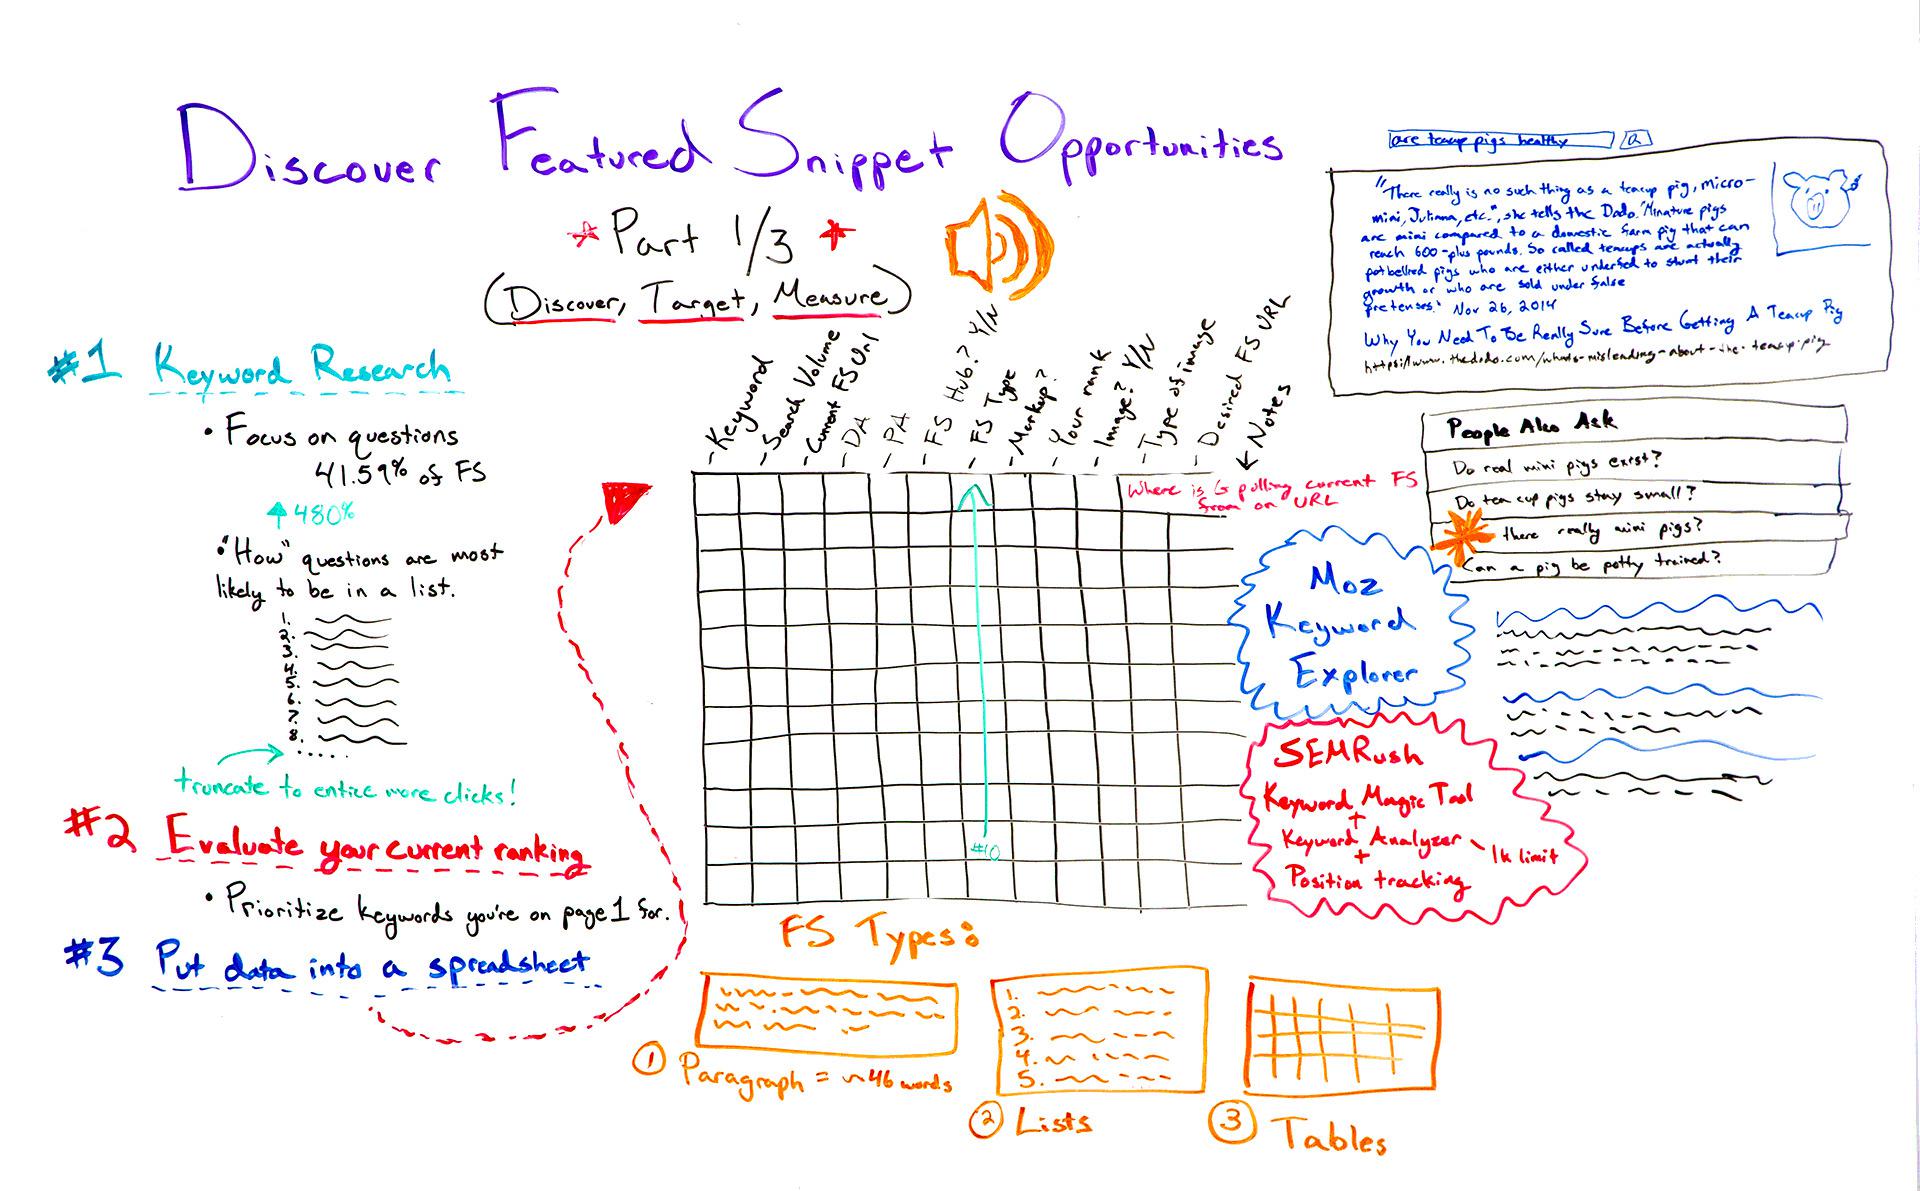 Discover Featured Snippet Opportunities
Part 1/3
(Discover, Target, Measure)
#1 Keyword Research
• Focus on questions
41.59% of FS
480%
• "How" questions are most
likely to be in a list.
1.
2.
3.
4.
5.
6.
7.
8.
.....
truncate to entice more clicks!
#2 Evaluate your current ranking
• Prioritize keywords you're on page 1 for.
#3 Put data into a spreadsheet
- Keyword
- Search Volume
- Current FS Url
- DA
- PA
- FS Hub? Y/N
- FS Type
- Markup?
- Your rank
- Image? Y/N
- Type of image
- Desired FS URL
Notes
Where is G pulling current FS
from on URL
#10
FS Types:
1 Paragraph = ~46 words
1.
2.
3.
4.
5.
2 Lists
3 Tables
are teacup pigs healthy
"There really is no such thing as a teacup pig, micro-
mini, Juliana, etc.", she tells the Dodo. "Minature pigs
are mini compared to a domestic farm pig that can
reach 600-plus pounds. So called teacups are actually
potbellied pigs who are either underfed to stunt their
growth or who are sold under false
pretenses." Nov 26, 2014
Why You Need To Be Really Sure Before Getting A Teacup Pig
https://www.thedodo.com/whats-misleading-about-the-teacup-pig
People Also Ask
Do real mini pigs exist?
Do tea cup pigs stay small?
there really mini pigs?
Can a pig be potty trained?
Moz
Keyword
Explorer
SEMRush
Keyword Magic Tool
+
Keyword Analyzer - 1k limit
+
Position tracking